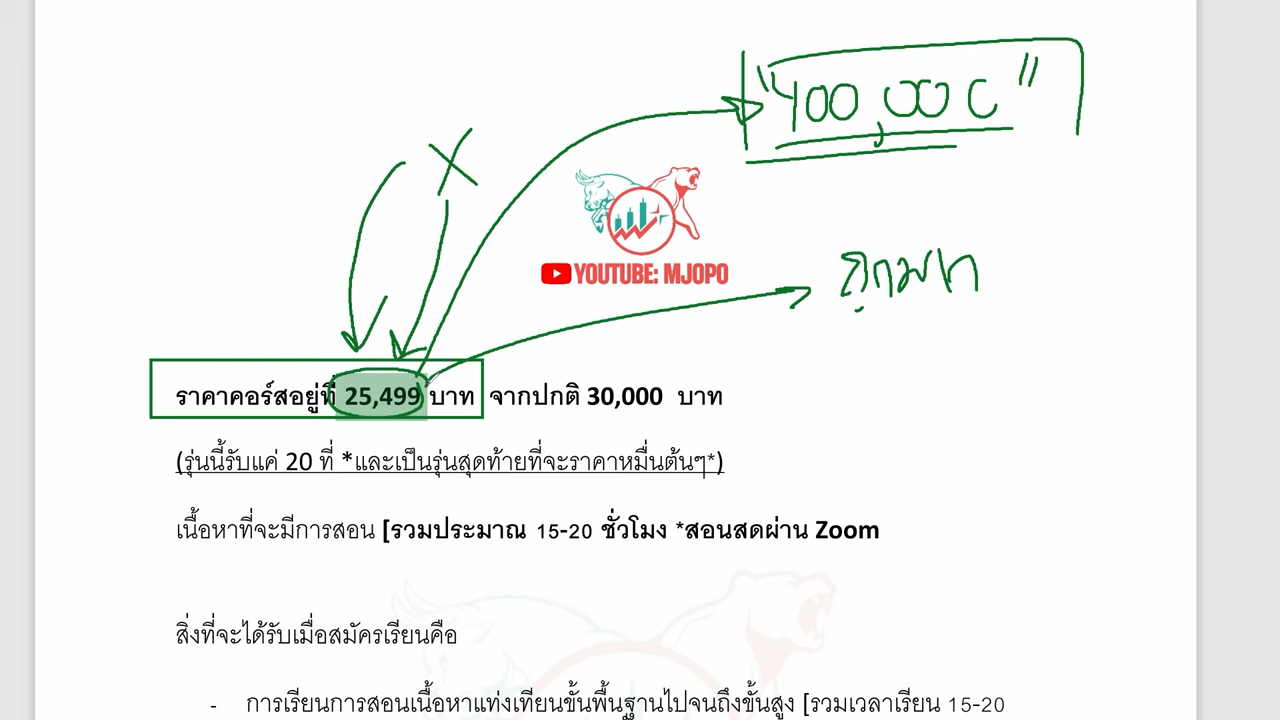 "400,000"
X
YOUTUBE: MJOPO
ถูกมาก
ราคาคอร์สอยู่ที่ 25,499 บาท จากปกติ 30,000 บาท
(รุ่นนี้รับแค่ 20 ที่ *และเป็นรุ่นสุดท้ายที่จะราคาหมื่นต้นๆ*)
เนื้อหาที่จะมีการสอน [รวมประมาณ 15-20 ชั่วโมง *สอนสดผ่าน Zoom
สิ่งที่จะได้รับเมื่อสมัครเรียนคือ
- การเรียนการสอนเนื้อหาแท่งเทียนขั้นพื้นฐานไปจนถึงขั้นสูง [รวมเวลาเรียน 15-20